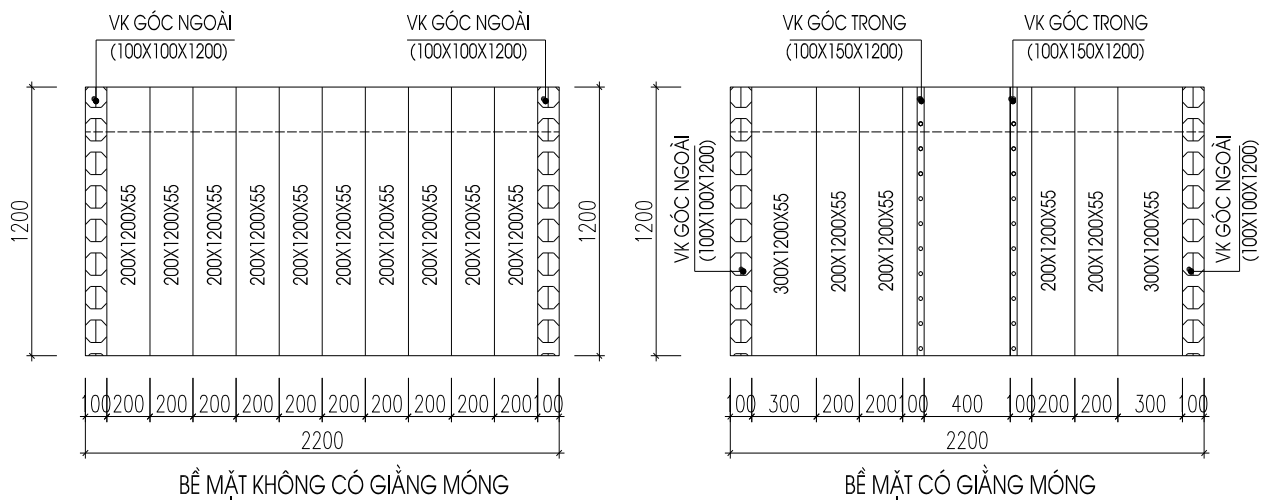 VK GÓC NGOÀI
(100X100X1200)
VK GÓC NGOÀI
(100X100X1200)
1200
200X1200X55
200X1200X55
200X1200X55
200X1200X55
200X1200X55
200X1200X55
200X1200X55
200X1200X55
200X1200X55
200X1200X55
1200
100 200 200 200 200 200 200 200 200 200 200 100
2200
BỀ MẶT KHÔNG CÓ GIẰNG MÓNG
VK GÓC TRONG
(100X150X1200)
VK GÓC TRONG
(100X150X1200)
1200
VK GÓC NGOÀI
(100X100X1200)
300X1200X55
200X1200X55
200X1200X55
200X1200X55
200X1200X55
300X1200X55
VK GÓC NGOÀI
(100X100X1200)
100 300 200 200 100 400 100 200 200 300 100
2200
BỀ MẶT CÓ GIẰNG MÓNG